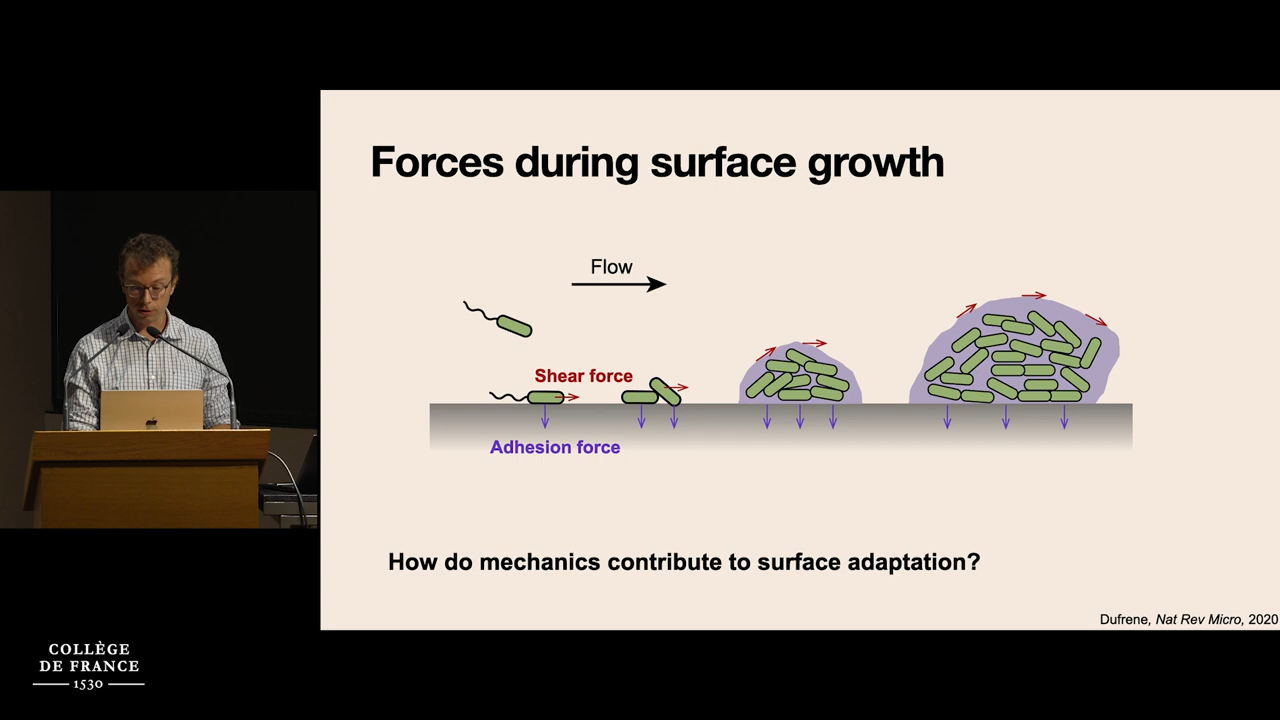 Forces during surface growth
Flow
Shear force
Adhesion force
How do mechanics contribute to surface adaptation?
Dufrene, Nat Rev Micro, 2020
COLLÈGE
DE FRANCE
1530